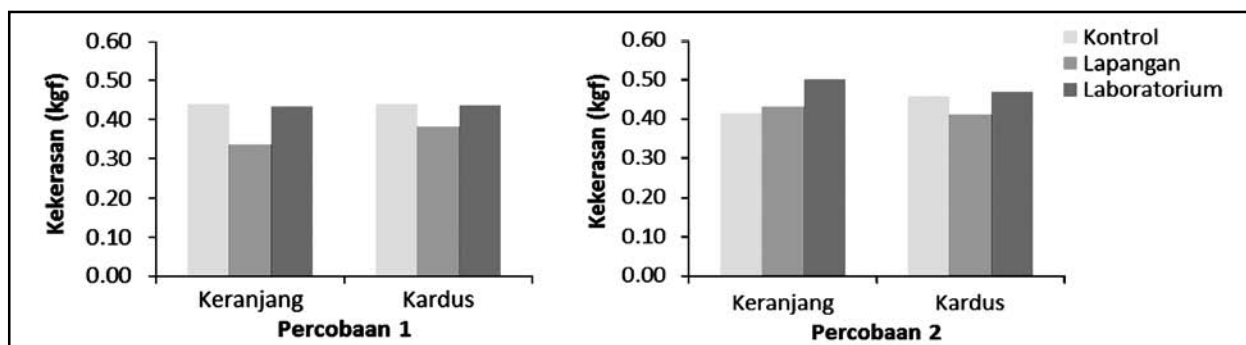 Kekerasan (kgf)
0.60
0.50
0.40
0.30
0.20
0.10
0.00
Keranjang Kardus
Percobaan 1
Kekerasan (kgf)
0.60
0.50
0.40
0.30
0.20
0.10
0.00
Keranjang Kardus
Percobaan 2
Kontrol
Lapangan
Laboratorium